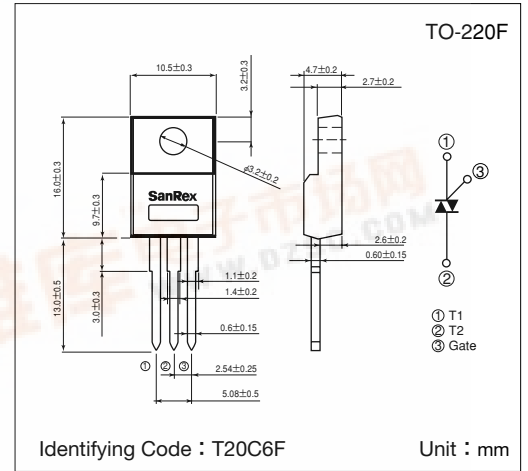 TO-220F
10.5±0.3
3.2±0.3
4.7±0.2
2.7±0.2
16.0±0.3
9.7±0.3
φ3.2±0.2
SanRex
13.0±0.5
3.0±0.3
1.1±0.2
1.4±0.2
0.6±0.15
2.54±0.25
5.08±0.5
① ② ③
2.6±0.2
0.60±0.15
①
③
②
① T1
② T2
③ Gate
Identifying Code：T20C6F
Unit：mm